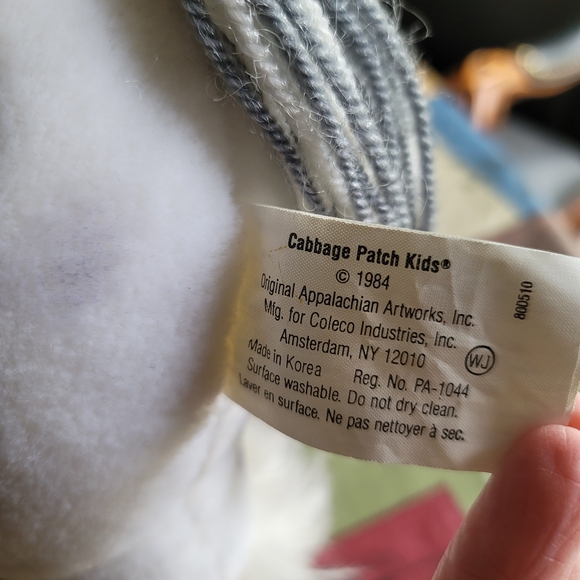 Cabbage Patch Kids®
© 1984
Original Appalachian Artworks, Inc.
Mfg. for Coleco Industries, Inc.
Amsterdam, NY 12010
WJ
Made in Korea Reg. No. PA-1044
Surface washable. Do not dry clean.
Laver en surface. Ne pas nettoyer à sec.
800510